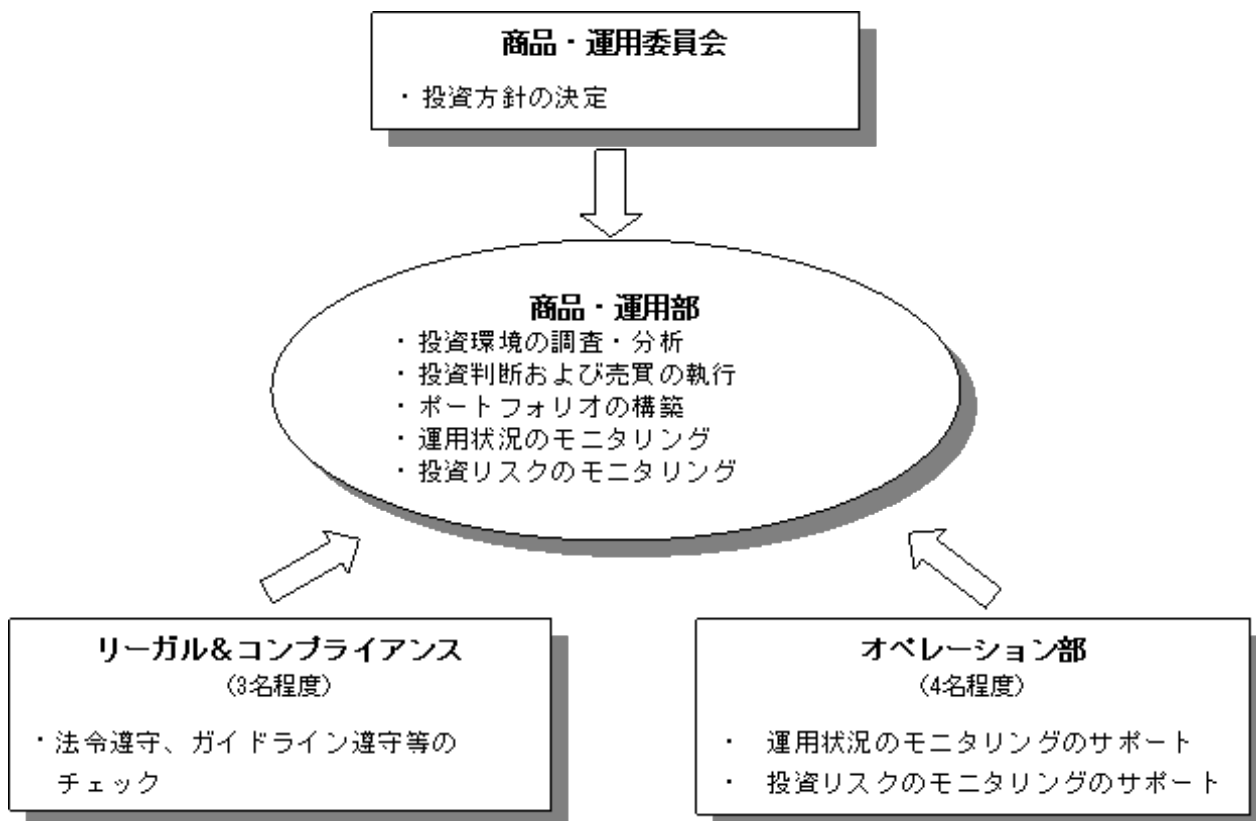 商品・運用委員会
・投資方針の決定
商品・運用部
・投資環境の調査・分析
・投資判断および売買の執行
・ポートフォリオの構築
・運用状況のモニタリング
・投資リスクのモニタリング
リーガル&コンプライアンス
(3名程度)
・法令遵守、ガイドライン遵守等の
チェック
オペレーション部
(4名程度)
・ 運用状況のモニタリングのサポート
・ 投資リスクのモニタリングのサポート